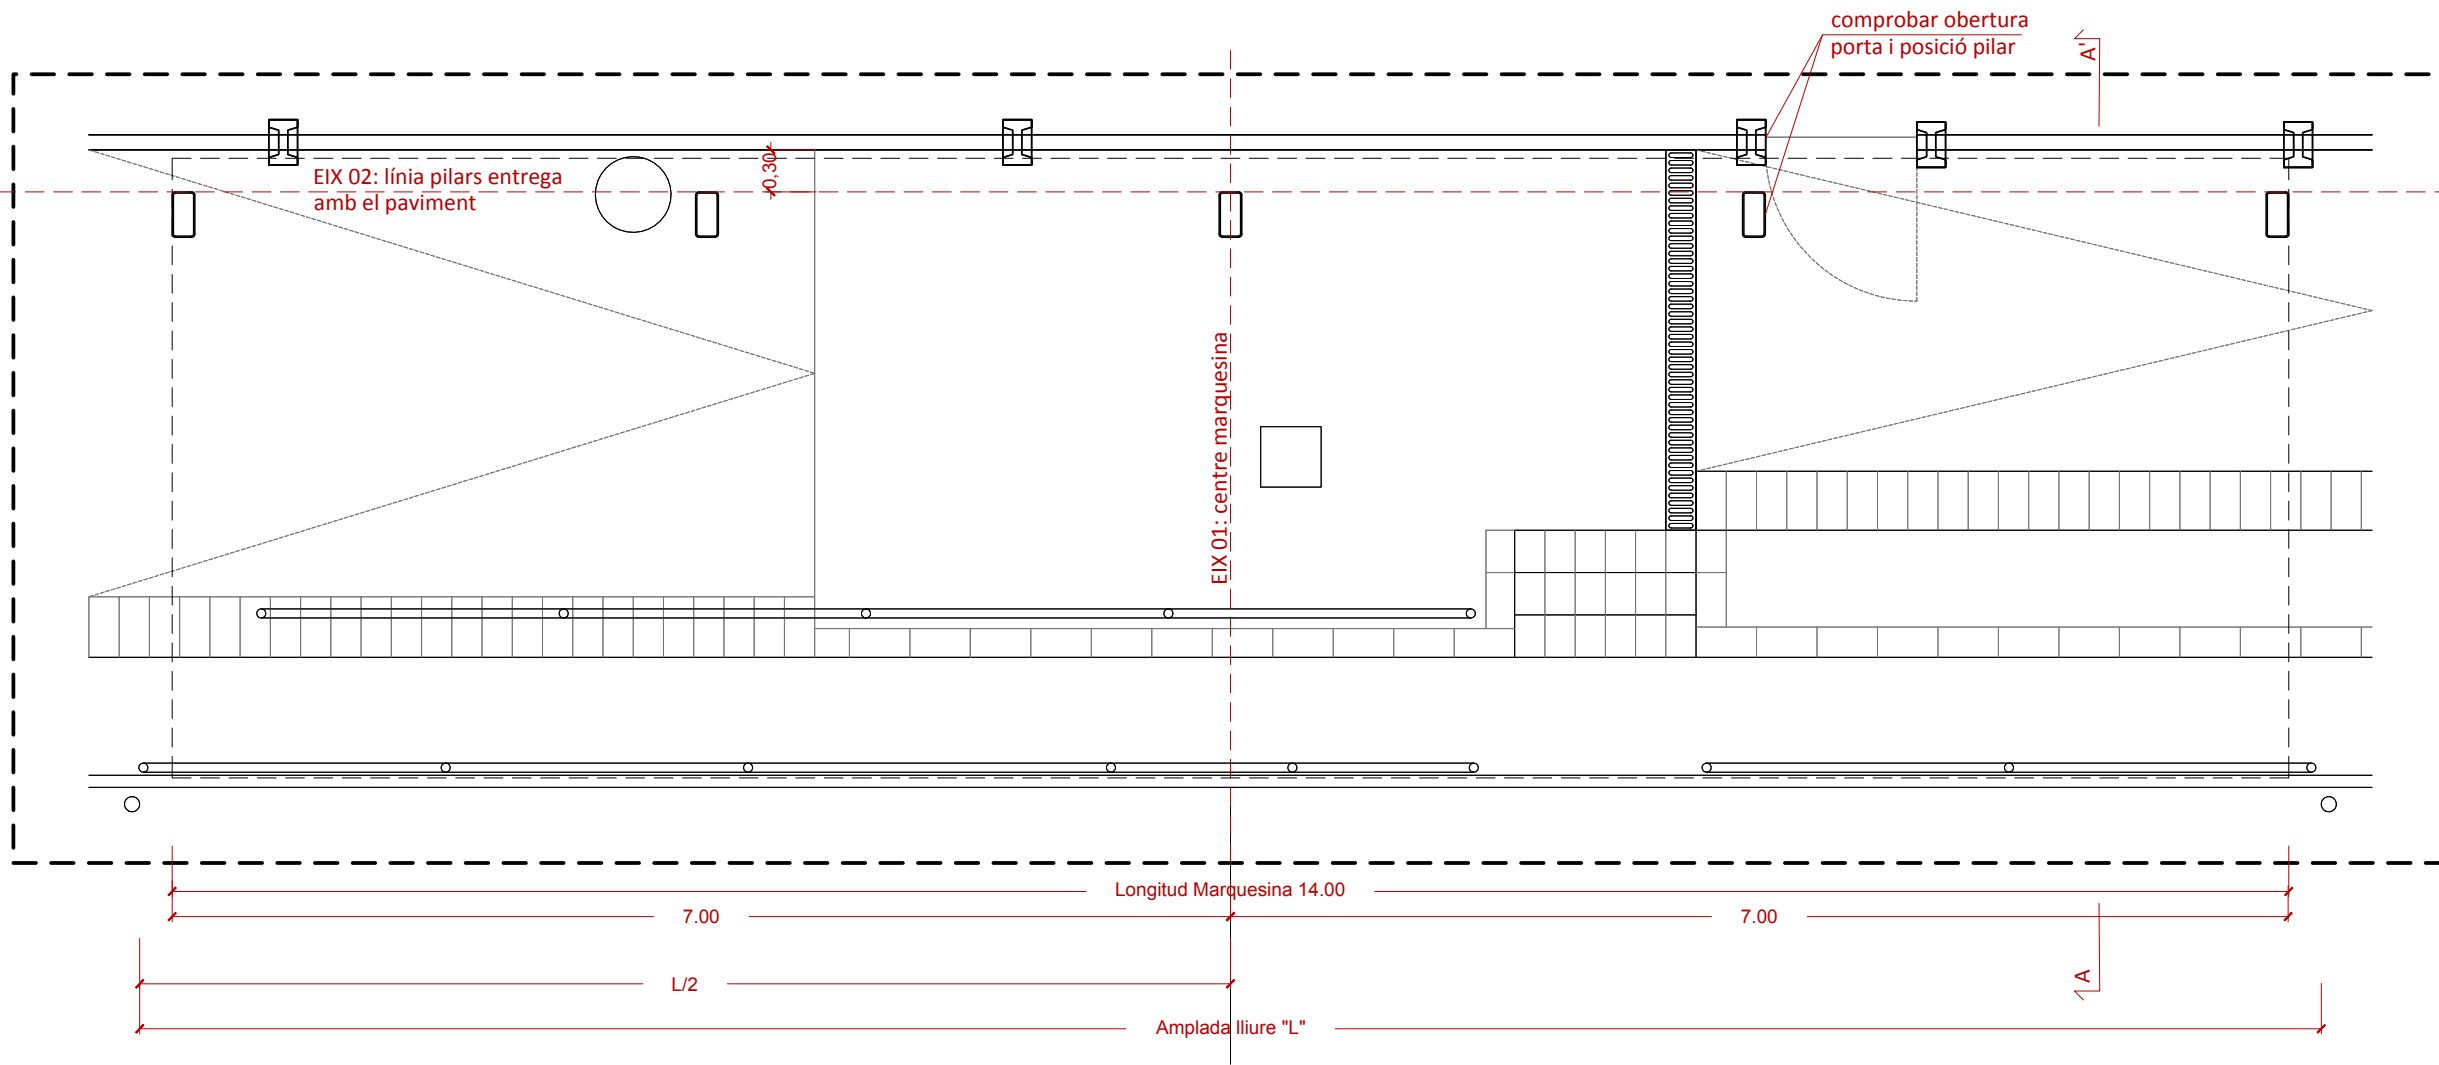 comprobar obertura
porta i posició pilar
A'
0,30
EIX 02: línia pilars entrega
amb el paviment
EIX 01: centre marquesina
Longitud Marquesina 14.00
7.00
7.00
L/2
A
Amplada lliure "L"